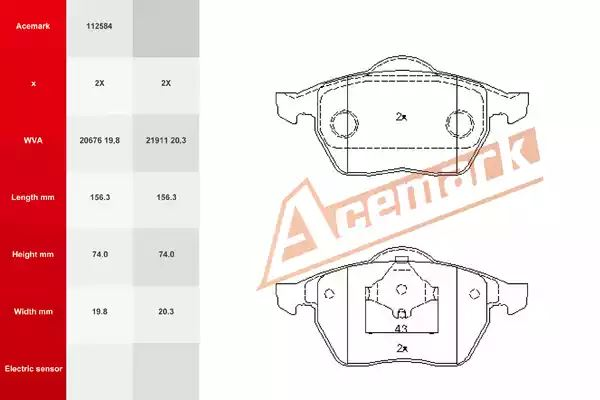 Acemark 112584
x 2X 2X
WVA 20676 19,8 21911 20,3
Length mm 156.3 156.3
Height mm 74.0 74.0
Width mm 19.8 20.3
Electric sensor
2x
Acemark
43
2x